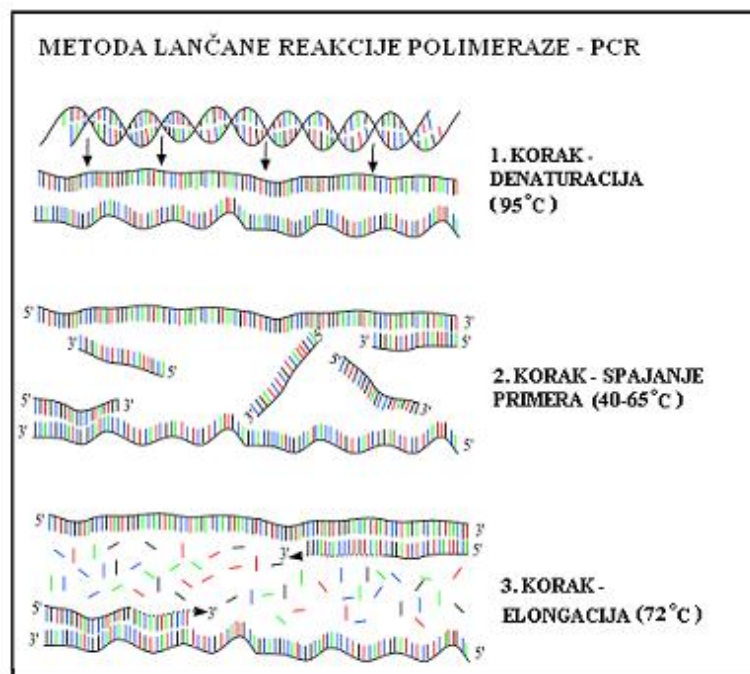 METODA LANČANE REAKCIJE POLIMERAZE - PCR
1. KORAK -
DENATURACIJA
(95°C)
5'
3'
3'
5'
5'
3'
5'
5'
3'
3'
3'
5'
2. KORAK - SPAJANJE
PRIMERA (40-65°C)
5'
3'
3'
5'
5'
3'
3'
5'
3. KORAK -
ELONGACIJA (72°C)